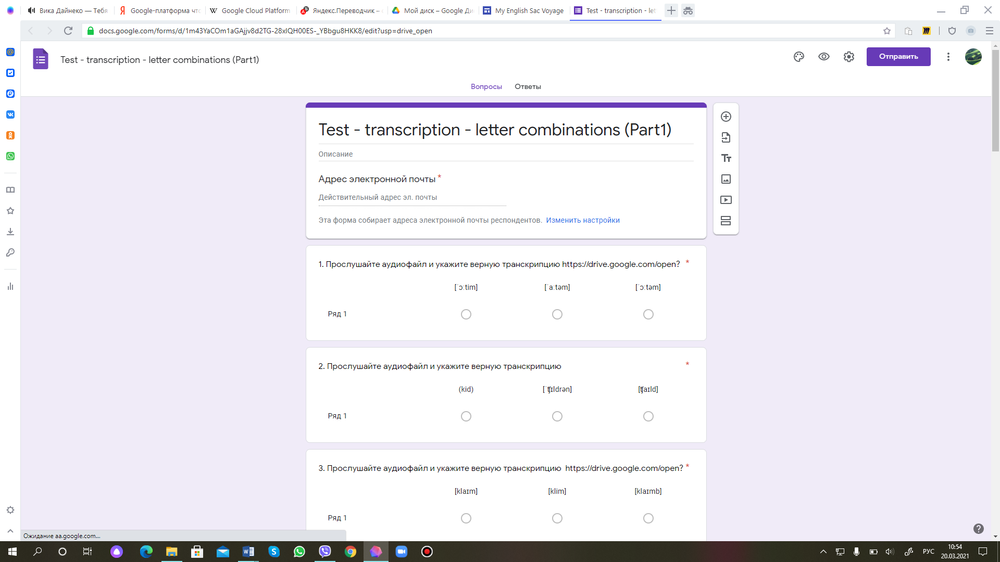 Вика Дайнеко — Тебя
Google-платформа что
Google Cloud Platform
Яндекс.Переводчик –
Мой диск – Google Ди
My English Sac Voyage
Test - transcription - let
docs.google.com/forms/d/1m43YaCOm1aGAjjv8d2TG-28xlQH00ES-_YBbgu8HKK8/edit?usp=drive_open
Test - transcription - letter combinations (Part1)
Отправить
Вопросы Ответы
Test - transcription - letter combinations (Part1)
Описание
Адрес электронной почты *
Действительный адрес эл. почты
Эта форма собирает адреса электронной почты респондентов. Изменить настройки
1. Прослушайте аудиофайл и укажите верную транскрипцию https://drive.google.com/open? *
[ˈɔːtim] [ˈaːtəm] [ˈɔːtəm]
Ряд 1
2. Прослушайте аудиофайл и укажите верную транскрипцию *
(kid) [ˈʧɪldrən] [ʧaɪld]
Ряд 1
3. Прослушайте аудиофайл и укажите верную транскрипцию https://drive.google.com/open? *
[klaɪm] [klim] [klaɪmb]
Ряд 1
Ожидание aa.google.com...
РУС
10:54
20.03.2021